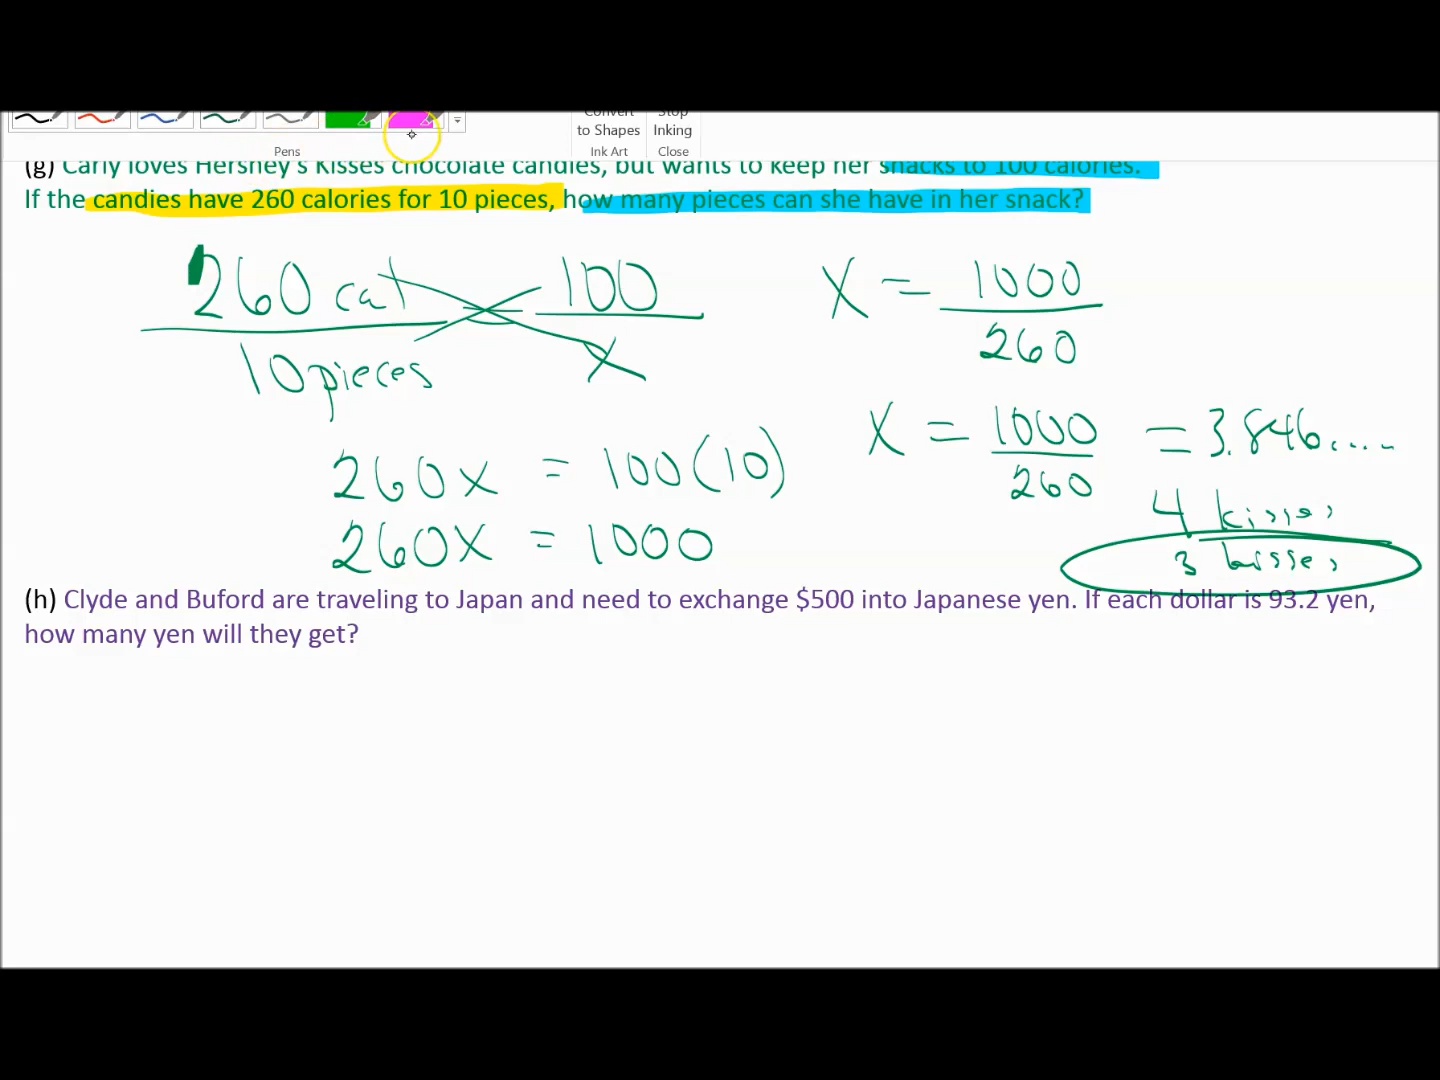 Convert to Shapes
Stop Inking
Pens
Ink Art
Close
(g) Carly loves Hershey's Kisses chocolate candies, but wants to keep her snacks to 100 calories.
If the candies have 260 calories for 10 pieces, how many pieces can she have in her snack?
260 cal = 100
10 pieces x
260x = 100(10)
260x = 1000
X = 1000
260
X = 1000 = 3.846....
260
4 kisses
3 kisses
(h) Clyde and Buford are traveling to Japan and need to exchange $500 into Japanese yen. If each dollar is 93.2 yen,
how many yen will they get?